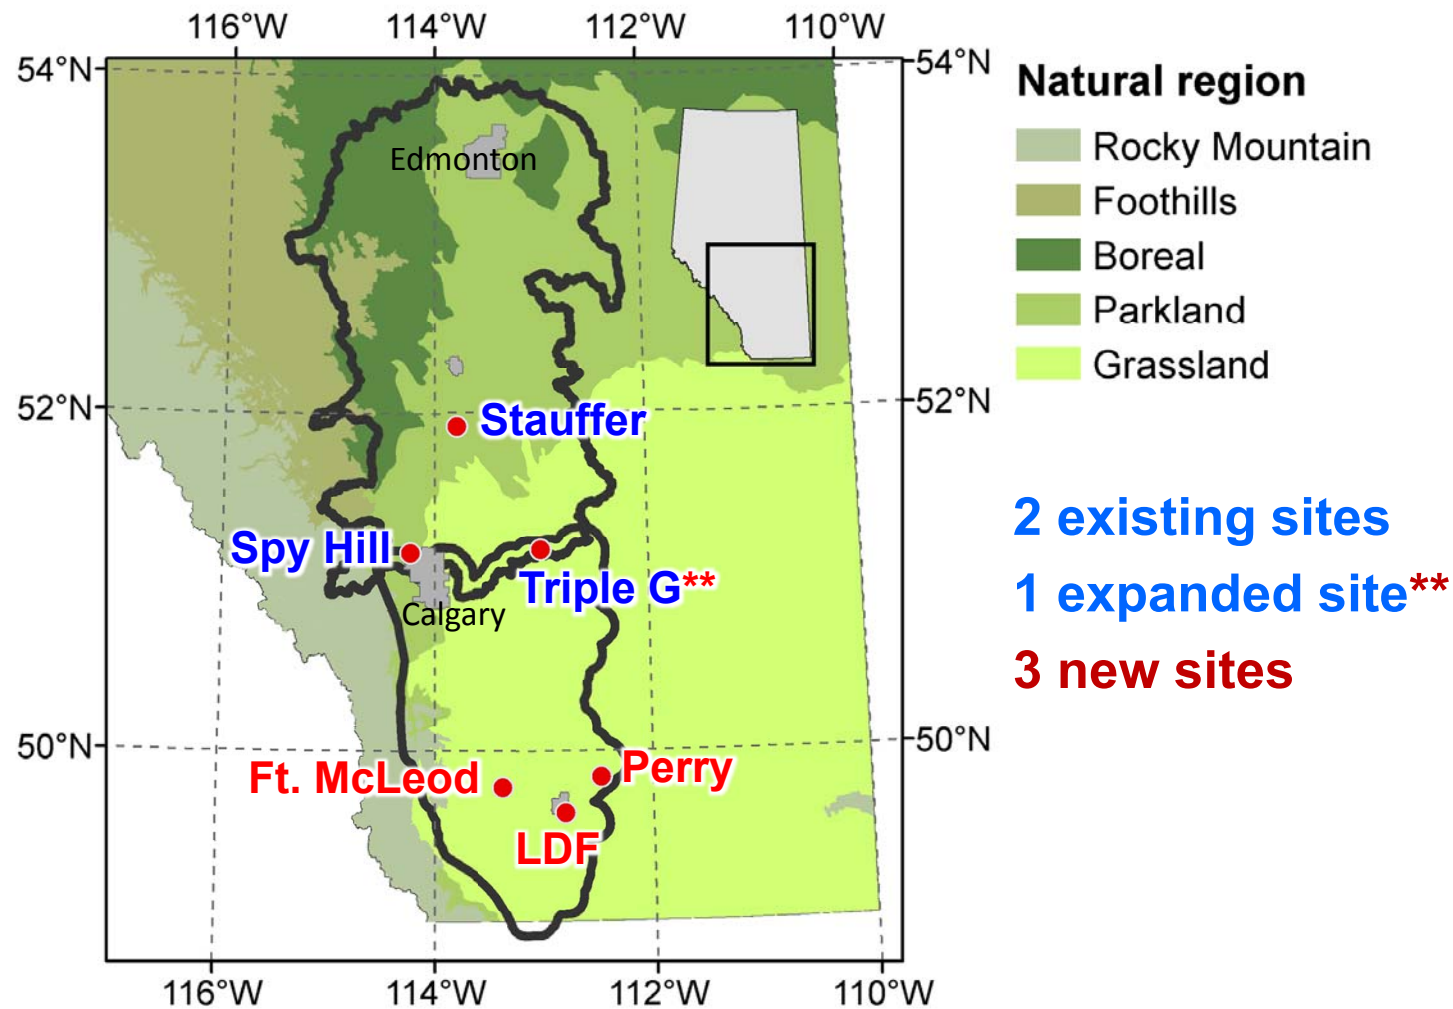 116°W 114°W 112°W 110°W
54°N 54°N
Natural region
Rocky Mountain
Foothills
Boreal
Parkland
Grassland
Edmonton
52°N 52°N
Stauffer
2 existing sites
1 expanded site**
3 new sites
Spy Hill
Triple G**
Calgary
50°N 50°N
Ft. McLeod
Perry
LDF
116°W 114°W 112°W 110°W